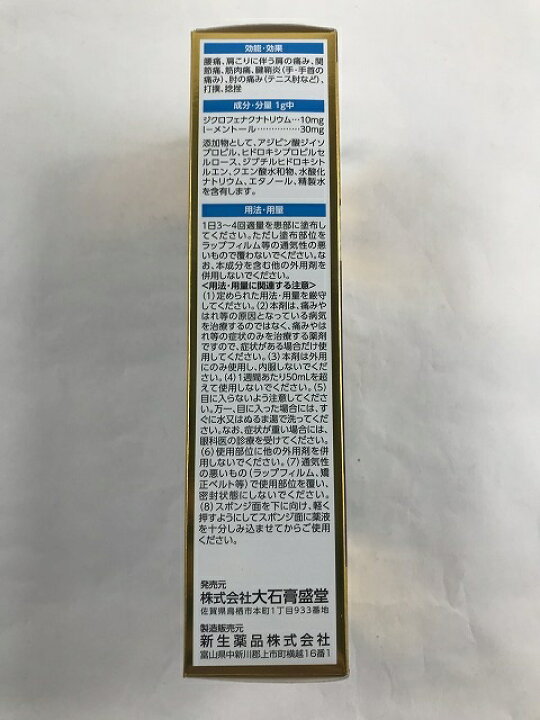 効能・効果
腰痛、肩こりに伴う肩の痛み、関
節痛、筋肉痛、腱鞘炎(手・手首の
痛み)、肘の痛み(テニス肘など)、
打撲、捻挫
成分・分量 1g中
ジクロフェナクナトリウム…10mg
l-メントール……………30mg
添加物として、アジピン酸ジイソ
プロピル、ヒドロキシプロピルセ
ルロース、ジブチルヒドロキシト
ルエン、クエン酸水和物、水酸化
ナトリウム、エタノール、精製水
を含有します。
用法・用量
1日3〜4回適量を患部に塗布し
てください。ただし塗布部位を
ラップフィルム等の通気性の悪
いもので覆わないでください。な
お、本成分を含む他の外用剤を
併用しないでください。
<用法・用量に関連する注意>
(1)定められた用法・用量を厳守
してください。(2)本剤は、痛みや
はれ等の原因となっている病気
を治療するのではなく、痛みやは
れ等の症状のみを治療する薬剤
ですので、症状がある場合だけ使
用してください。(3)本剤は外用
にのみ使用し、内服しないでくだ
さい。(4)1週間あたり50mLを超
えて使用しないでください。(5)
目に入らないよう注意してくださ
い。万一、目に入った場合には、す
ぐに水又はぬるま湯で洗ってくだ
さい。なお、症状が重い場合には、
眼科医の診療を受けてください。
(6)使用部位に他の外用剤を併
用しないでください。(7)通気性
の悪いもの(ラップフィルム、矯
正ベルト等)で使用部位を覆い、
密封状態にしないでください。
(8)スポンジ面を下に向け、軽く
押すようにしてスポンジ面に薬液
を十分しみ込ませてからご使用
ください。
発売元
株式会社大石膏盛堂
佐賀県鳥栖市本町1丁目933番地
製造販売元
新生薬品株式会社
富山県中新川郡上市町横越16番1